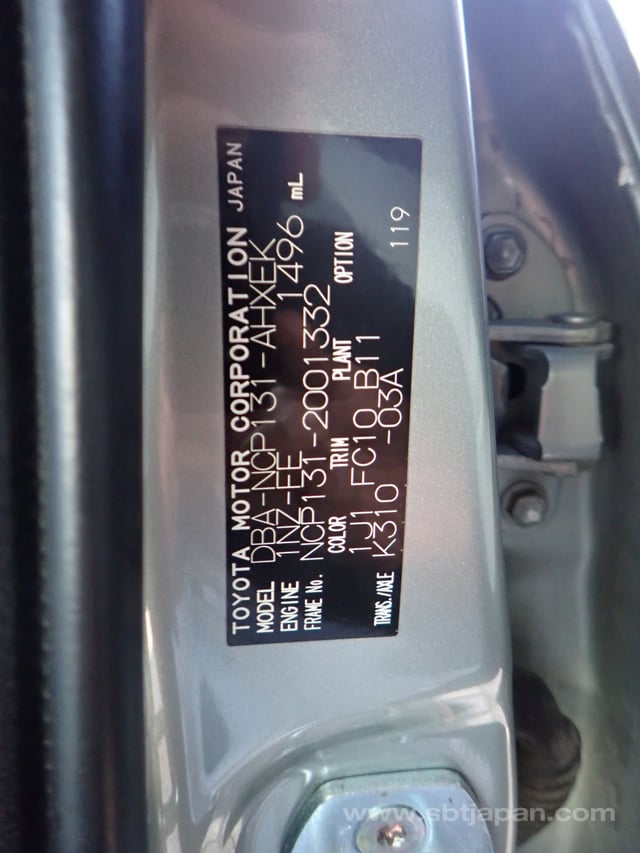 TOYOTA MOTOR CORPORATION JAPAN
MODEL DBA-NCP131-AHXEK
ENGINE 1NZ-FE 1496 mL
FRAME No. NCP131-2001332
COLOR TRIM PLANT OPTION
1J1 FC10 B11
TRANS./AXLE K310 -03A 119
www.sbtjapan.com